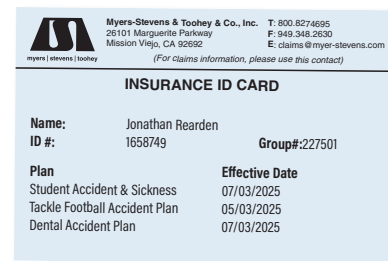 Myers-Stevens & Toohey & Co., Inc. T: 800.8274695
26101 Marguerite Parkway F: 949.348.2630
Mission Viejo, CA 92692 E: claims@myer-stevens.com
myers | stevens | toohey
(For claims information, please use this contact)
INSURANCE ID CARD
Name: Jonathan Rearden
ID #: 1658749 Group#:227501
Plan Effective Date
Student Accident & Sickness 07/03/2025
Tackle Football Accident Plan 05/03/2025
Dental Accident Plan 07/03/2025